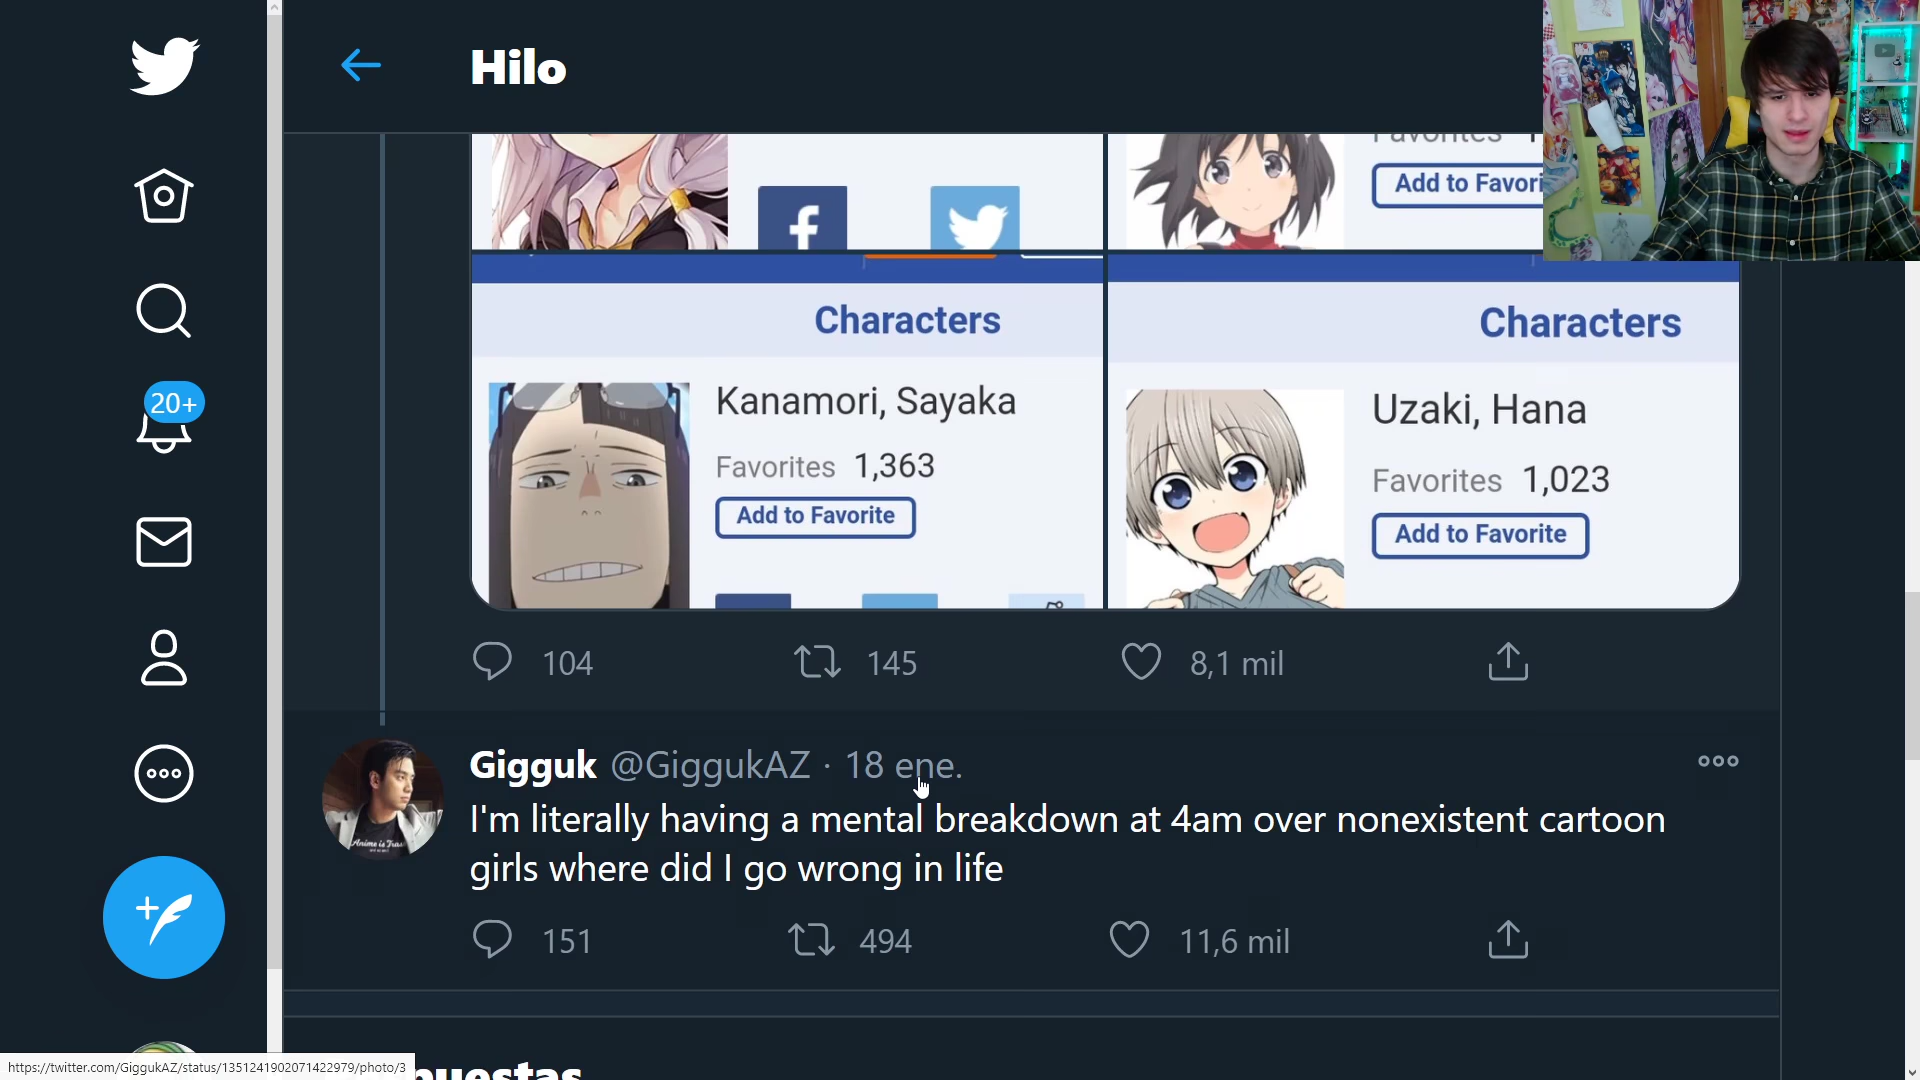 Hilo
Favorites
Add to Favori
Characters
Characters
Kanamori, Sayaka
Uzaki, Hana
Favorites 1,363
Favorites 1,023
Add to Favorite
Add to Favorite
20+
104 145 8,1 mil
Gigguk @GiggukAZ · 18 ene.
I'm literally having a mental breakdown at 4am over nonexistent cartoon
girls where did I go wrong in life
151 494 11,6 mil
https://twitter.com/GiggukAZ/status/1351241902071422979/photo/3
puestas